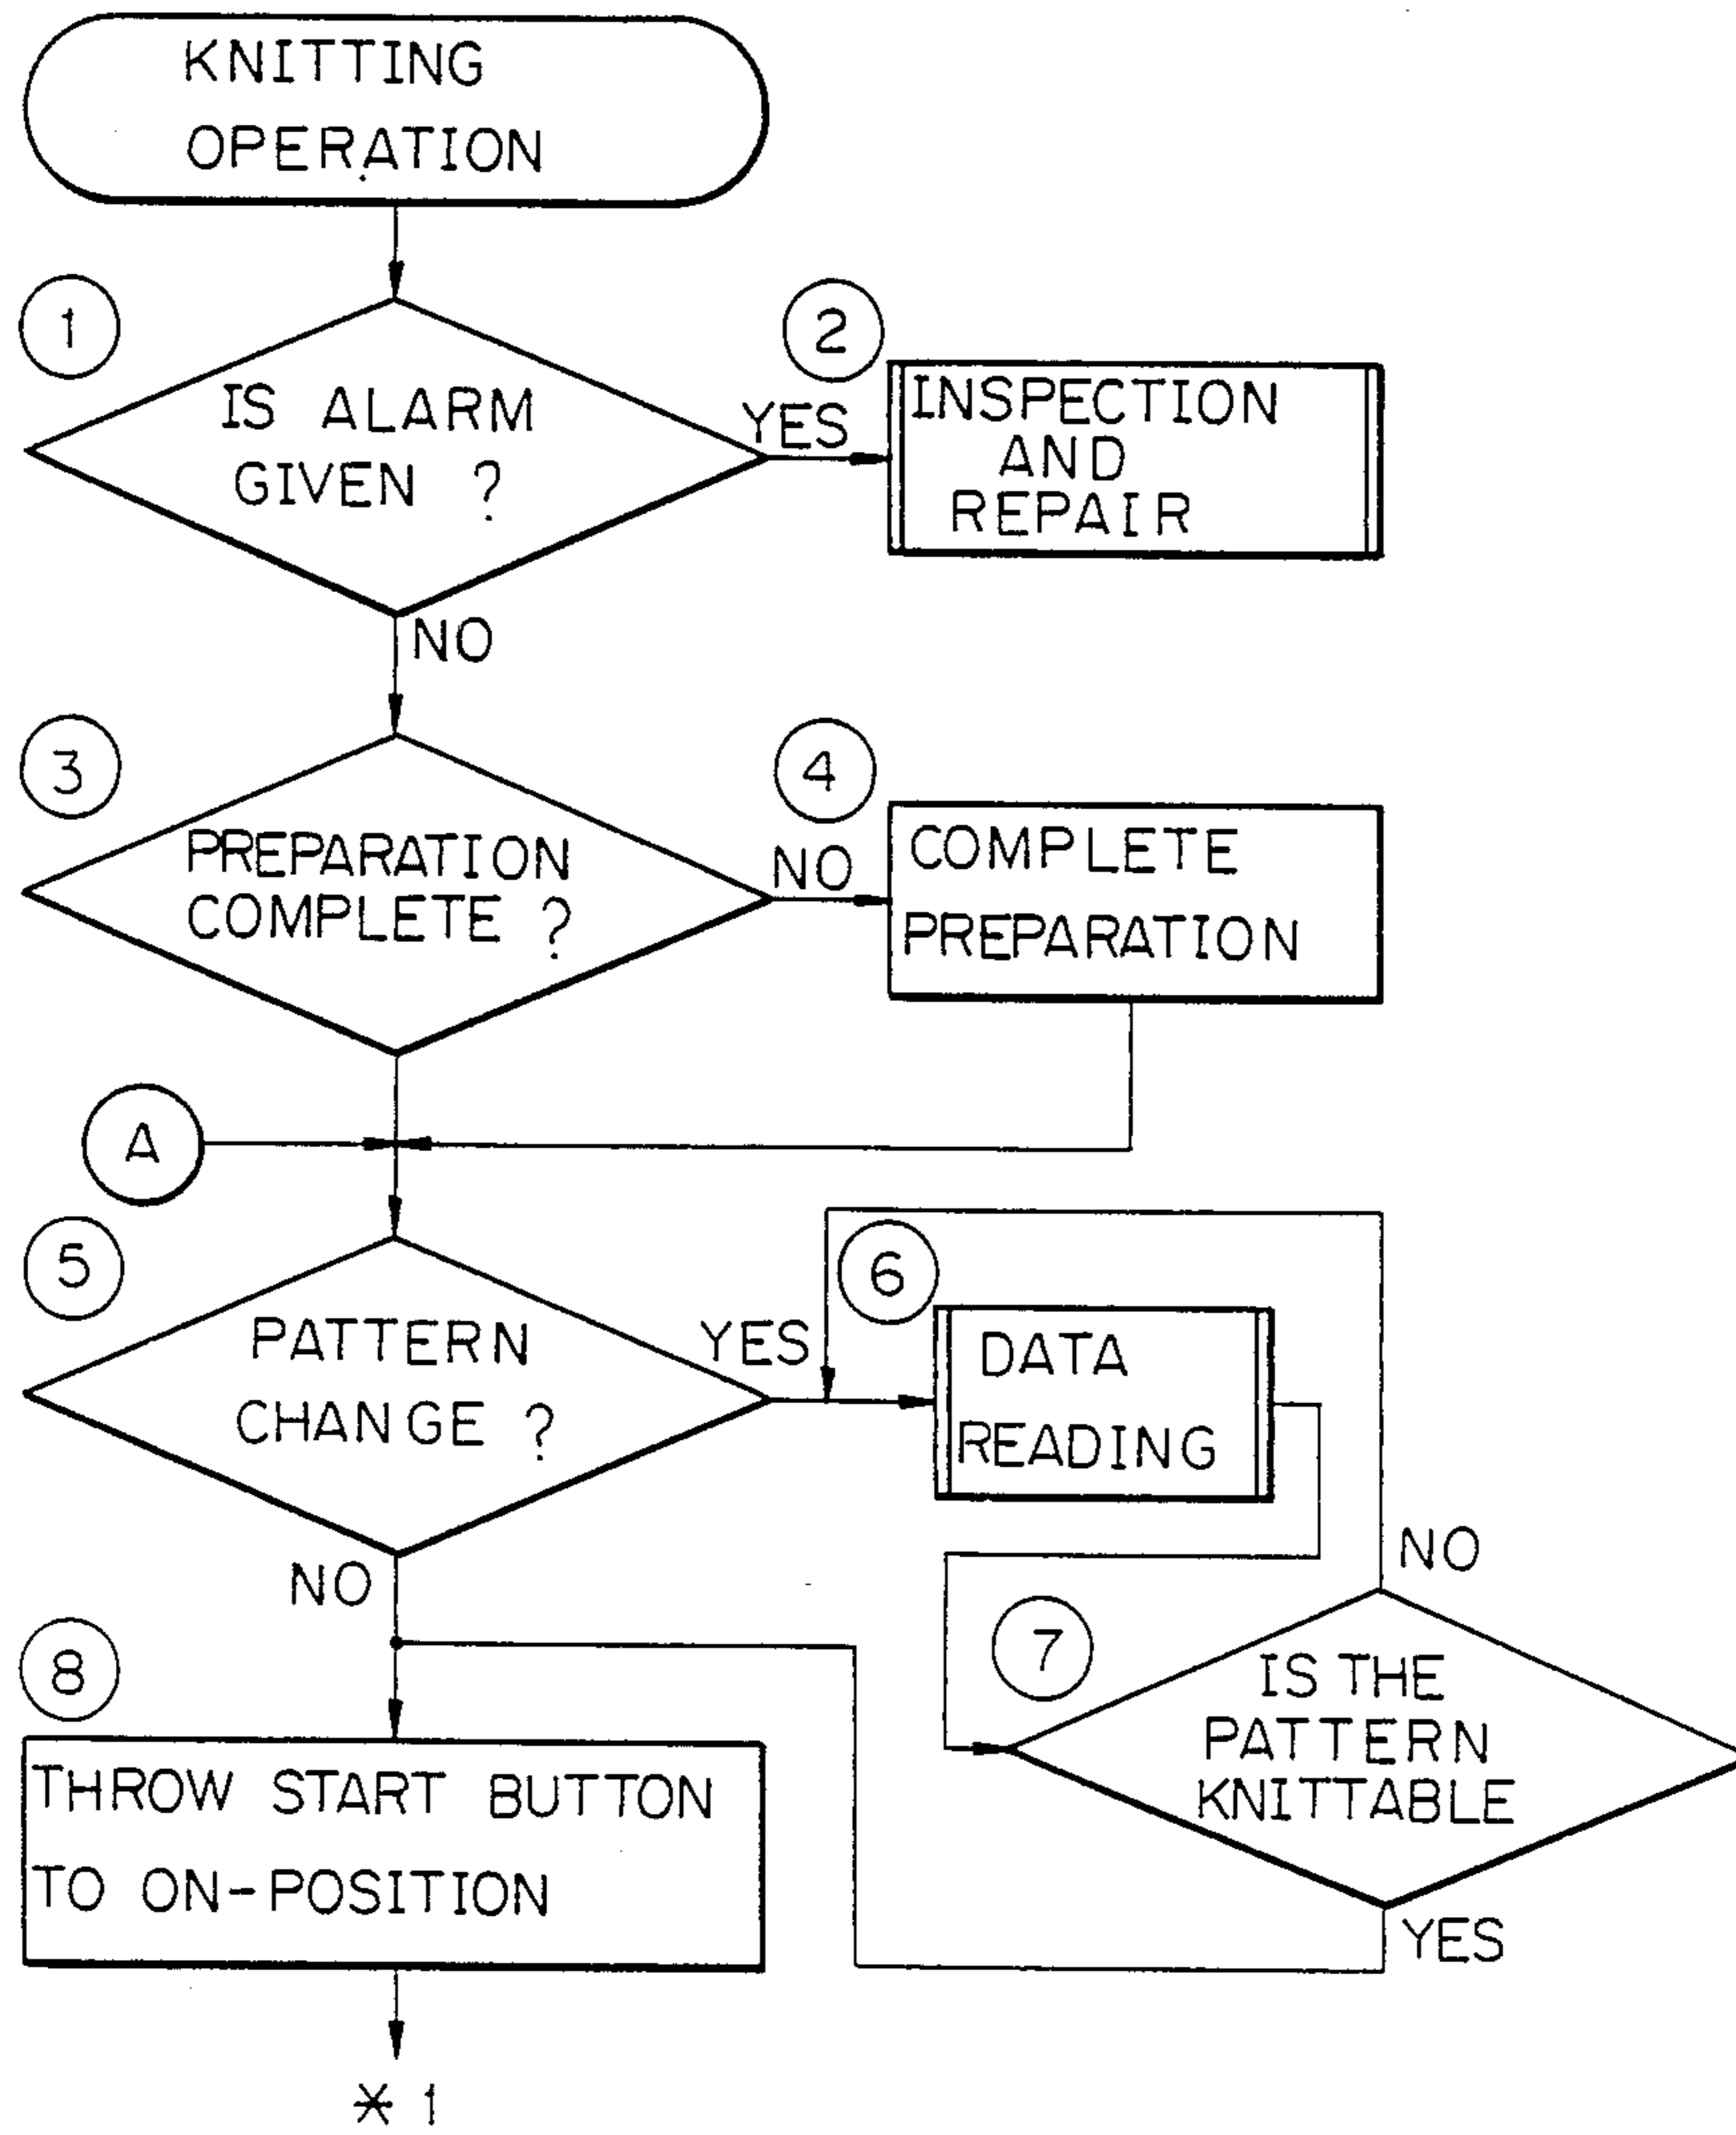 KNITTING
OPERATION
1
IS ALARM
GIVEN ?
YES
2
INSPECTION
AND
REPAIR
NO
3
PREPARATION
COMPLETE ?
NO
4
COMPLETE
PREPARATION
A
5
PATTERN
CHANGE ?
YES
6
DATA
READING
NO
7
IS THE
PATTERN
KNITTABLE
NO
YES
8
THROW START BUTTON
TO ON-POSITION
* 1